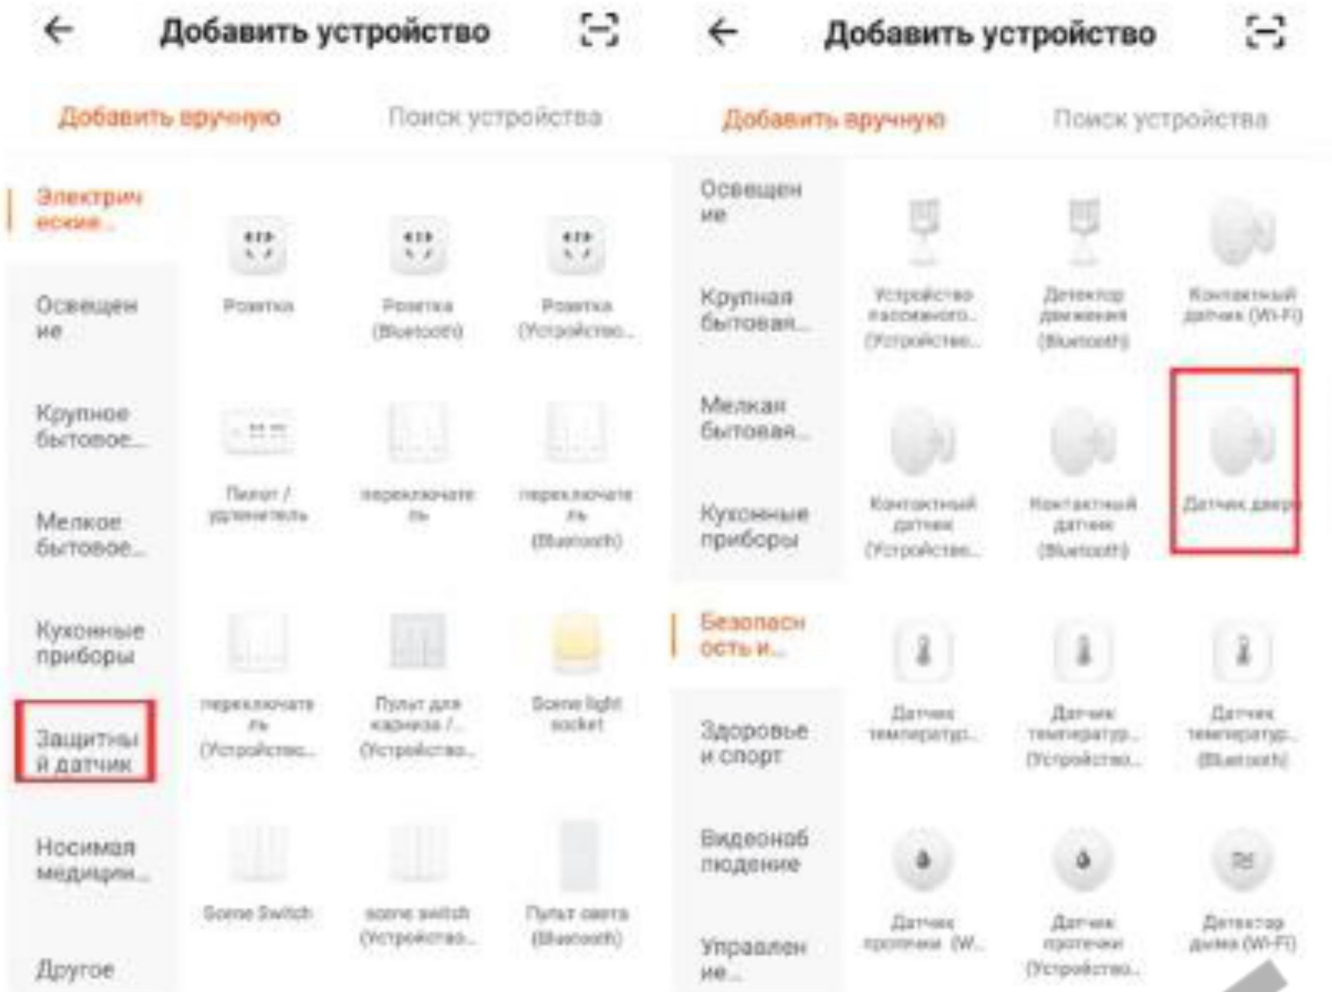 Добавить устройство
Добавить вручную
Поиск устройства
Электрич
еские...
Освещен
ие
Крупное
бытовое...
Мелкое
бытовое...
Кухонные
приборы
Защитны
й датчик
Носимая
медицин...
Другое
Розетка
Розетка
(Bluetooth)
Розетка
(Устройство...
Пилот /
удлинитель
переключате
ль
переключате
ль
(Bluetooth)
переключате
ль
(Устройство...
Пульт для
карниза /...
(Устройство...
Scene light
socket
Scene Switch
scene switch
(Устройство...
Пульт света
(Bluetooth)
Добавить устройство
Добавить вручную
Поиск устройства
Освещен
ие
Крупная
бытовая...
Мелкая
бытовая...
Кухонные
приборы
Безопасн
ость и...
Здоровье
и спорт
Видеонаб
людение
Управлен
ие...
Устройство
пассивного...
(Устройство...
Детектор
движения
(Bluetooth)
Контактный
датчик (Wi-Fi)
Контактный
датчик
(Устройство...
Контактный
датчик
(Bluetooth)
Датчик двери
Датчик
температур...
Датчик
температур...
(Устройство...
Датчик
температур...
(Bluetooth)
Датчик
протечки (W...
Датчик
протечки
(Устройство...
Детектор
дыма (Wi-Fi)